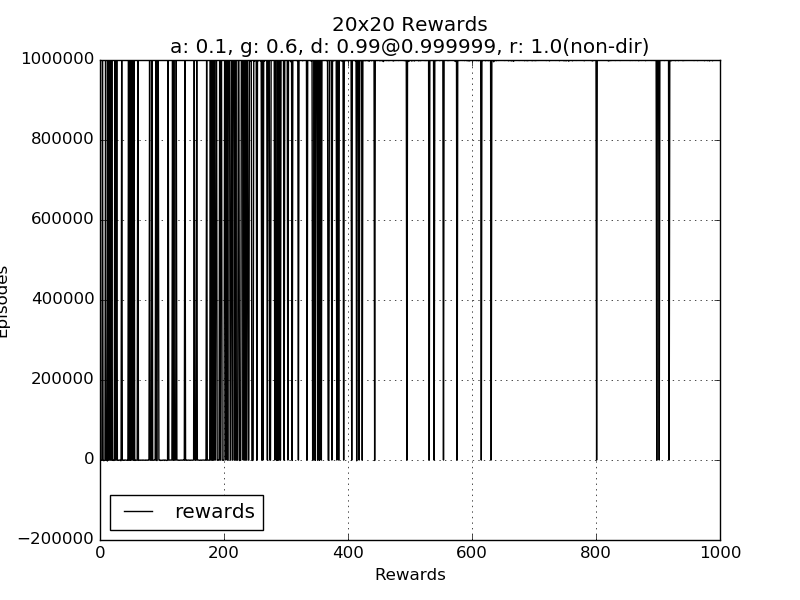 20x20 Rewards
a: 0.1, g: 0.6, d: 0.99@0.999999, r: 1.0(non-dir)
1000000
800000
600000
400000
200000
0
−200000
Episodes
rewards
0 200 400 600 800 1000
Rewards